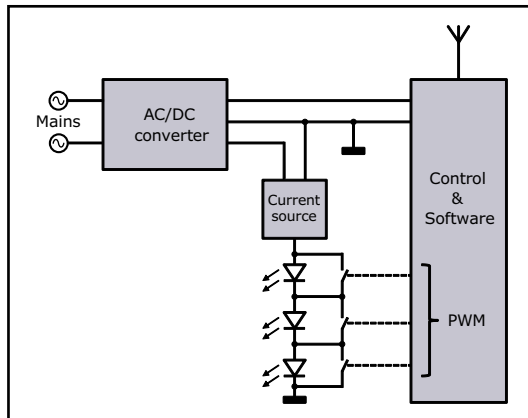 Mains
AC/DC
converter
Current
source
Control
&
Software
PWM